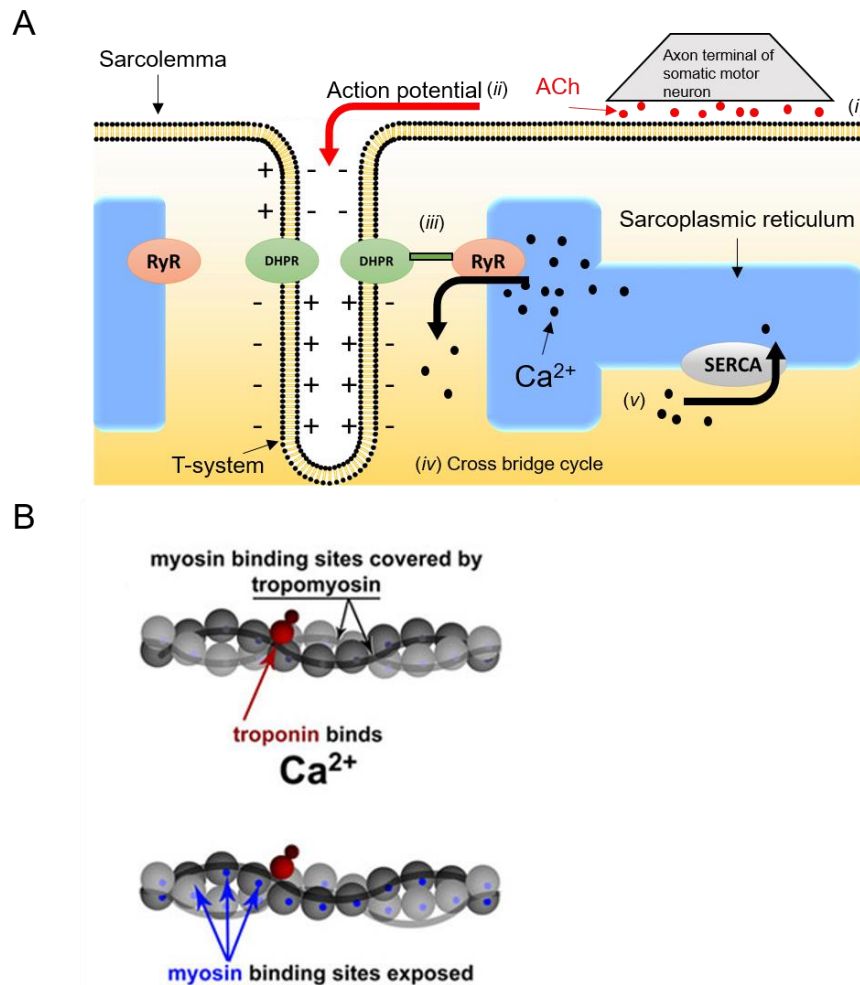 A
Sarcolemma
Action potential (ii)
ACh
Axon terminal of
somatic motor
neuron
(i
+ - -
+ - -
(iii)
Sarcoplasmic reticulum
RyR
DHPR
DHPR
RyR
- + + -
- + + -
- + + -
- + + -
Ca2+
SERCA
(v)
T-system
(iv) Cross bridge cycle
B
myosin binding sites covered by
tropomyosin
troponin binds
Ca2+
myosin binding sites exposed